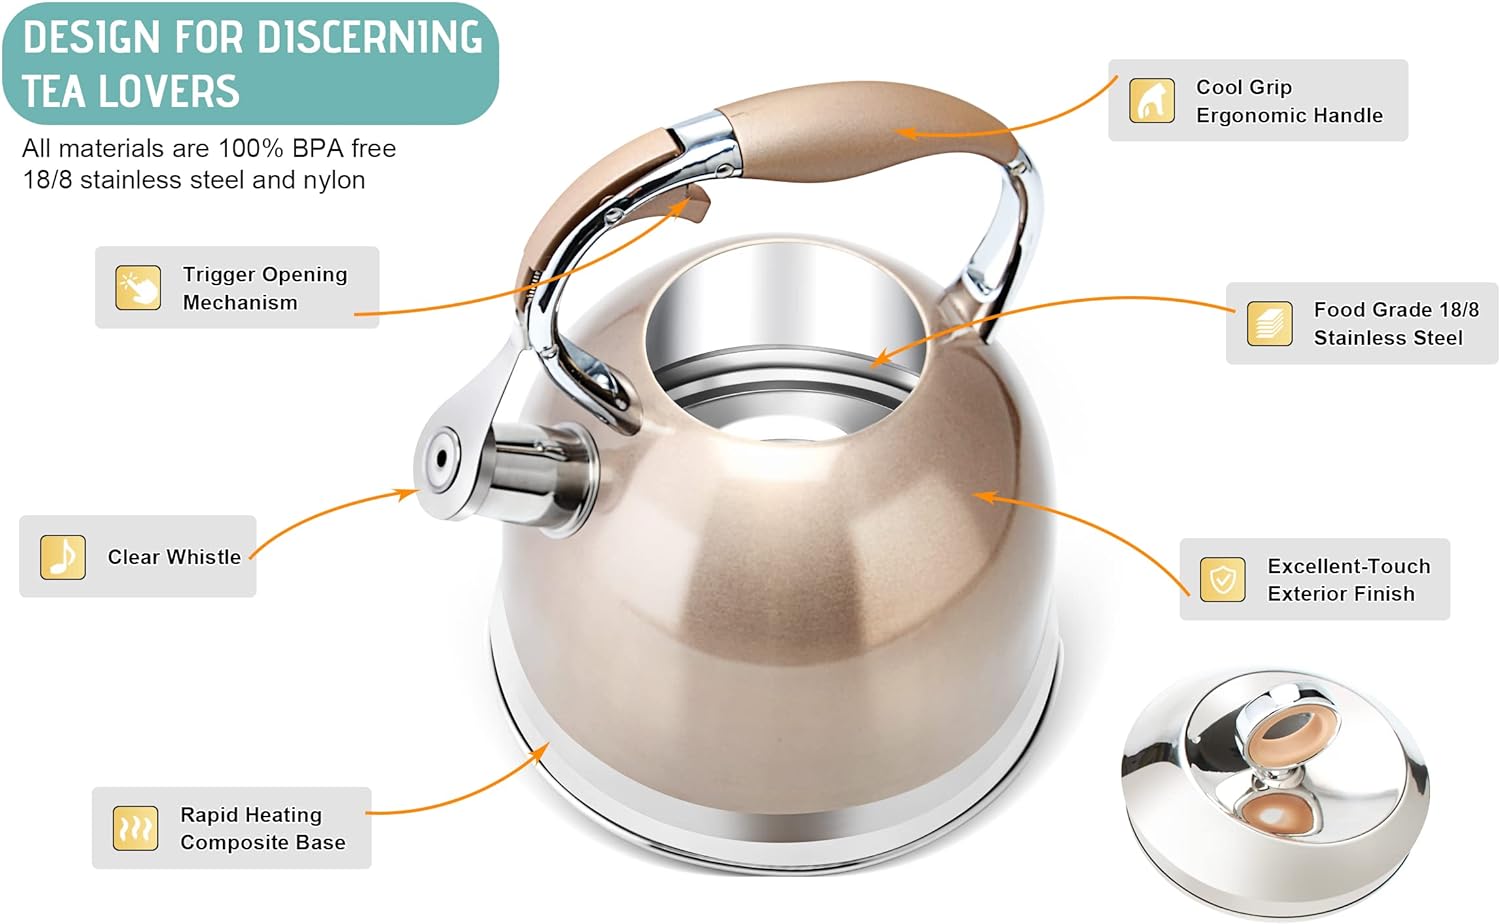 DESIGN FOR DISCERNING
TEA LOVERS
All materials are 100% BPA free
18/8 stainless steel and nylon
Cool Grip
Ergonomic Handle
Trigger Opening
Mechanism
Food Grade 18/8
Stainless Steel
Clear Whistle
Excellent-Touch
Exterior Finish
Rapid Heating
Composite Base